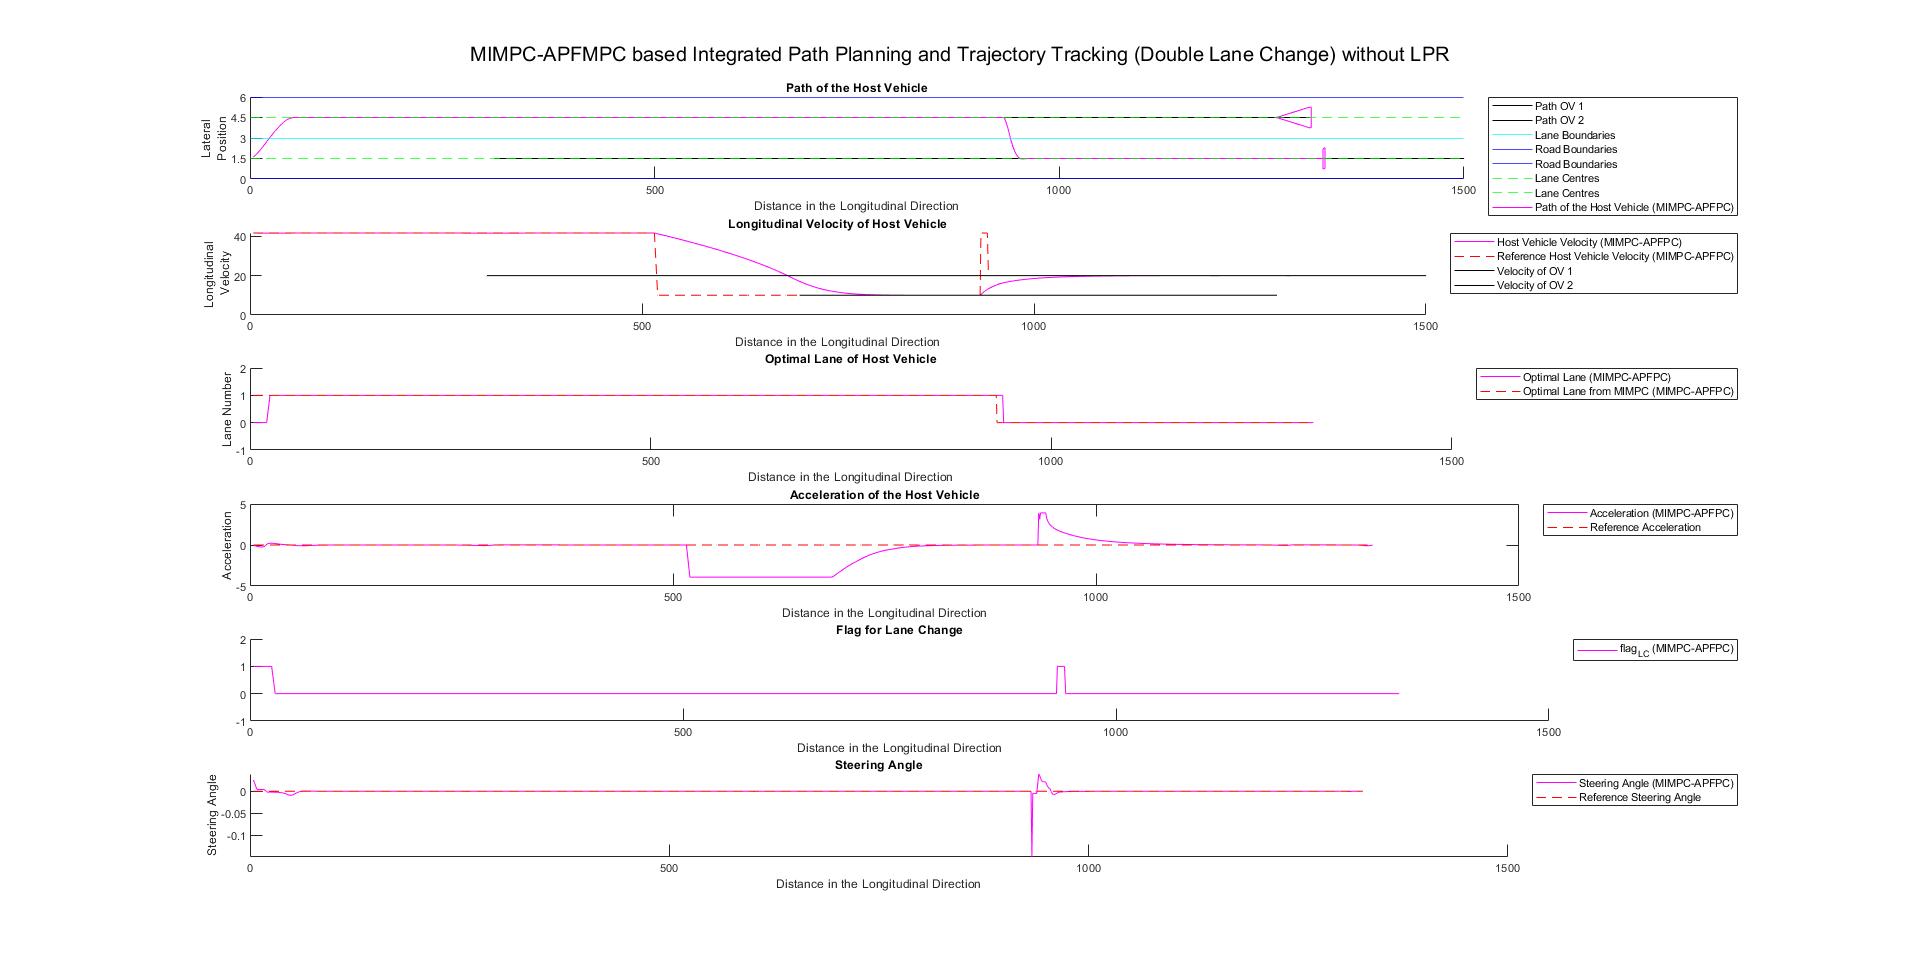 MIMPC-APFMPC based Integrated Path Planning and Trajectory Tracking (Double Lane Change) without LPR
Path of the Host Vehicle
Lateral
Position
6
4.5
3
1.5
0
0
500
1000
1500
Distance in the Longitudinal Direction
Path OV 1
Path OV 2
Lane Boundaries
Road Boundaries
Road Boundaries
Lane Centres
Lane Centres
Path of the Host Vehicle (MIMPC-APFPC)
Longitudinal Velocity of Host Vehicle
Longitudinal
Velocity
40
20
0
0
500
1000
1500
Distance in the Longitudinal Direction
Host Vehicle Velocity (MIMPC-APFPC)
Reference Host Vehicle Velocity (MIMPC-APFPC)
Velocity of OV 1
Velocity of OV 2
Optimal Lane of Host Vehicle
Lane Number
2
1
0
-1
0
500
1000
1500
Distance in the Longitudinal Direction
Optimal Lane (MIMPC-APFPC)
Optimal Lane from MIMPC (MIMPC-APFPC)
Acceleration of the Host Vehicle
Acceleration
5
0
-5
0
500
1000
1500
Distance in the Longitudinal Direction
Acceleration (MIMPC-APFPC)
Reference Acceleration
Flag for Lane Change
2
1
0
-1
0
500
1000
1500
Distance in the Longitudinal Direction
flag LC (MIMPC-APFPC)
Steering Angle
Steering Angle
0
-0.05
-0.1
0
500
1000
1500
Distance in the Longitudinal Direction
Steering Angle (MIMPC-APFPC)
Reference Steering Angle